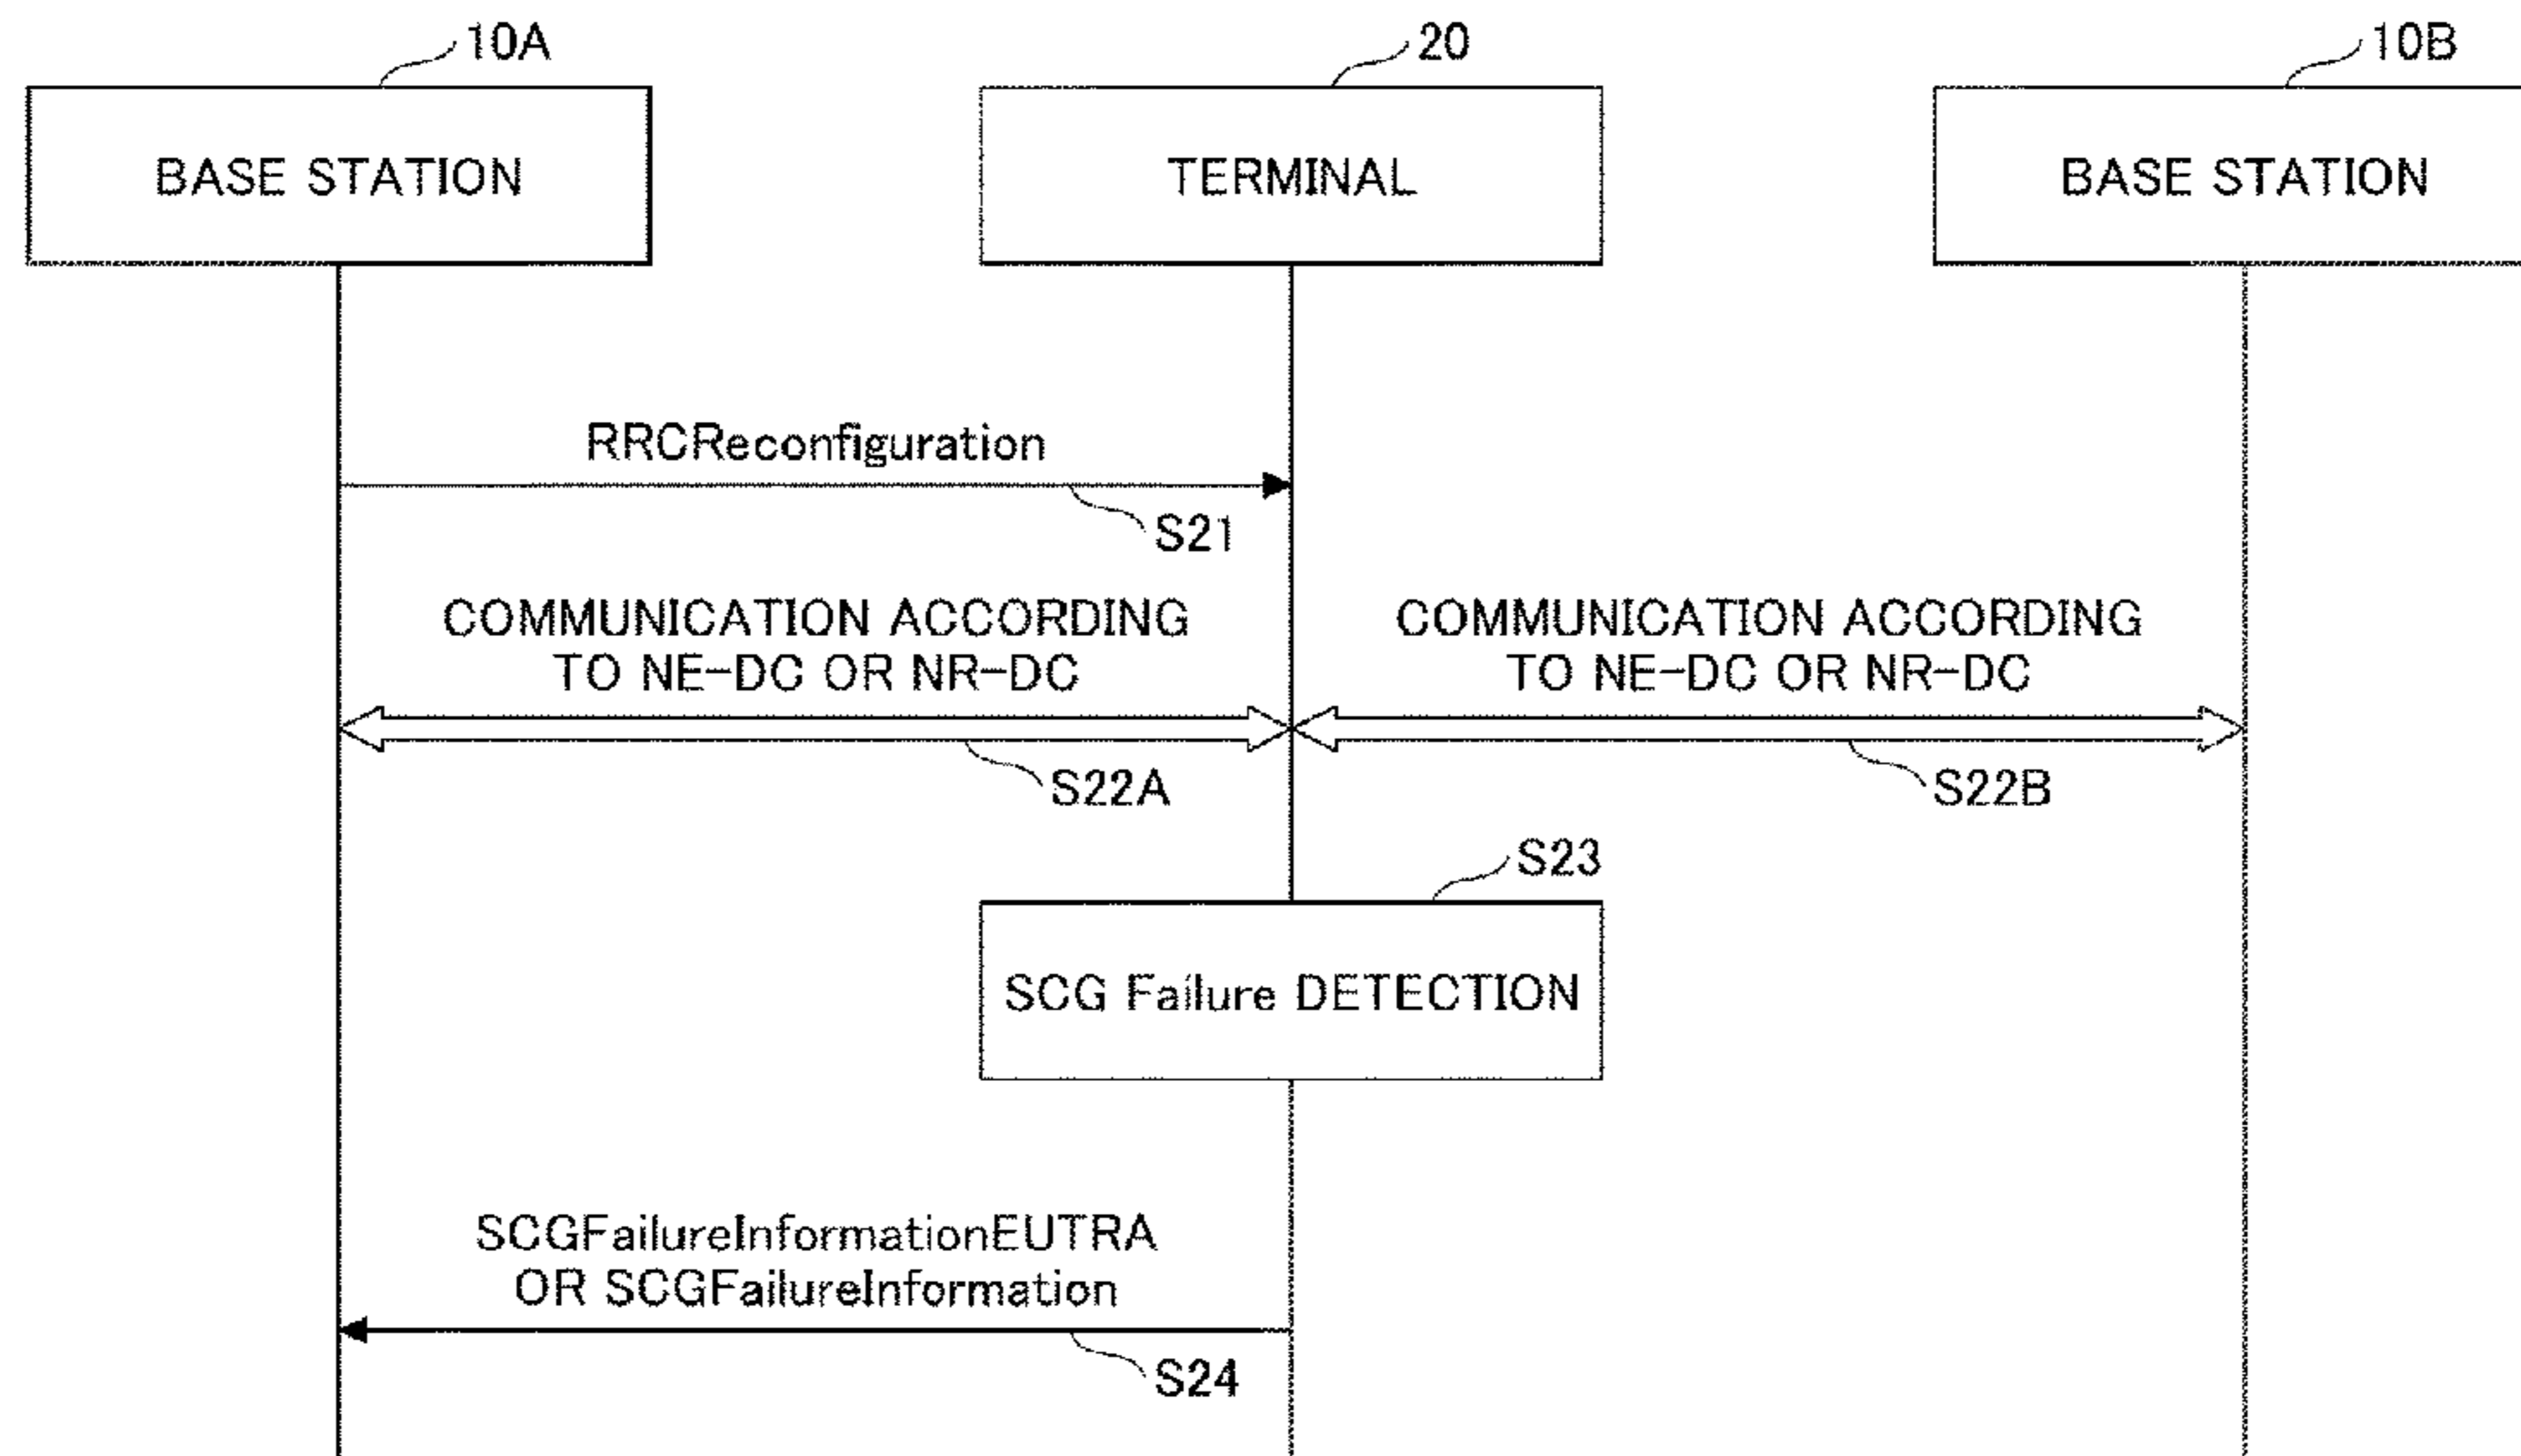 10A
20
10B
BASE STATION
TERMINAL
BASE STATION
RRCReconfiguration
S21
COMMUNICATION ACCORDING
TO NE-DC OR NR-DC
COMMUNICATION ACCORDING
TO NE-DC OR NR-DC
S22A
S22B
S23
SCG Failure DETECTION
SCGFailureInformationEUTRA
OR SCGFailureInformation
S24